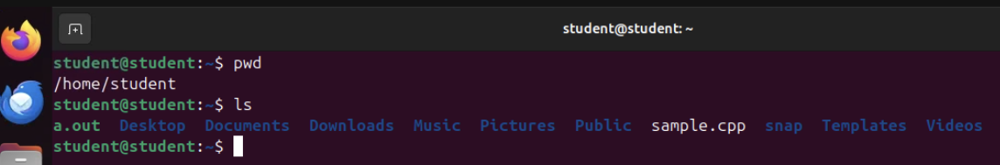 student@student: ~
student@student:~$ pwd
/home/student
student@student:~$ ls
a.out Desktop Documents Downloads Music Pictures Public sample.cpp snap Templates Videos
student@student:~$